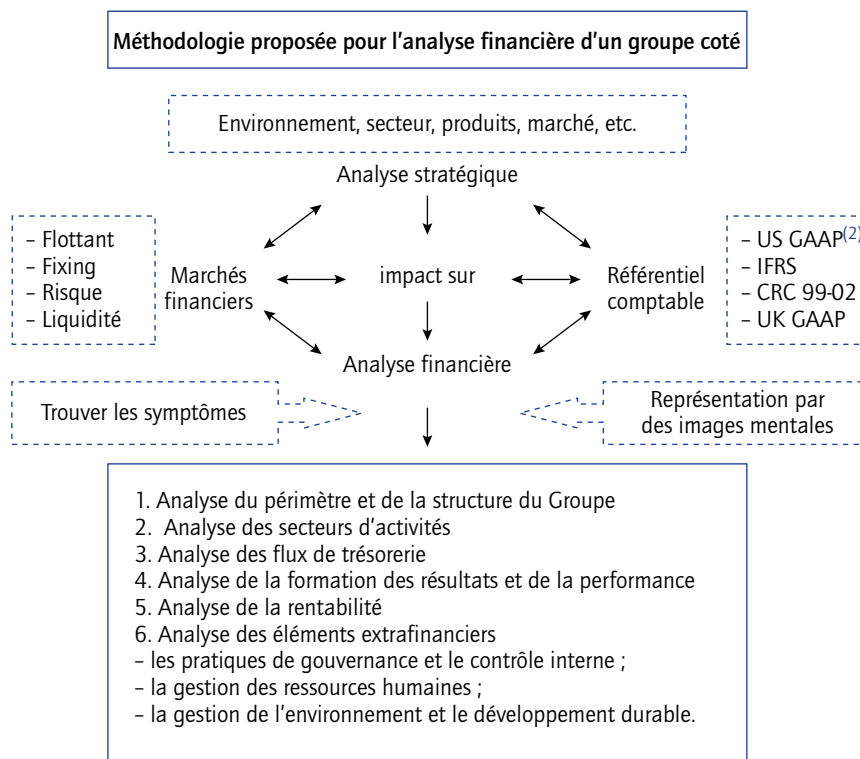 Méthodologie proposée pour l'analyse financière d'un groupe coté
Environnement, secteur, produits, marché, etc.
Analyse stratégique
– Flottant
– Fixing
– Risque
– Liquidité
Marchés
financiers
impact sur
Référentiel
comptable
– US GAAP(2)
– IFRS
– CRC 99-02
– UK GAAP
Analyse financière
Trouver les symptômes
Représentation par
des images mentales
1. Analyse du périmètre et de la structure du Groupe
2. Analyse des secteurs d'activités
3. Analyse des flux de trésorerie
4. Analyse de la formation des résultats et de la performance
5. Analyse de la rentabilité
6. Analyse des éléments extrafinanciers
– les pratiques de gouvernance et le contrôle interne ;
– la gestion des ressources humaines ;
– la gestion de l'environnement et le développement durable.